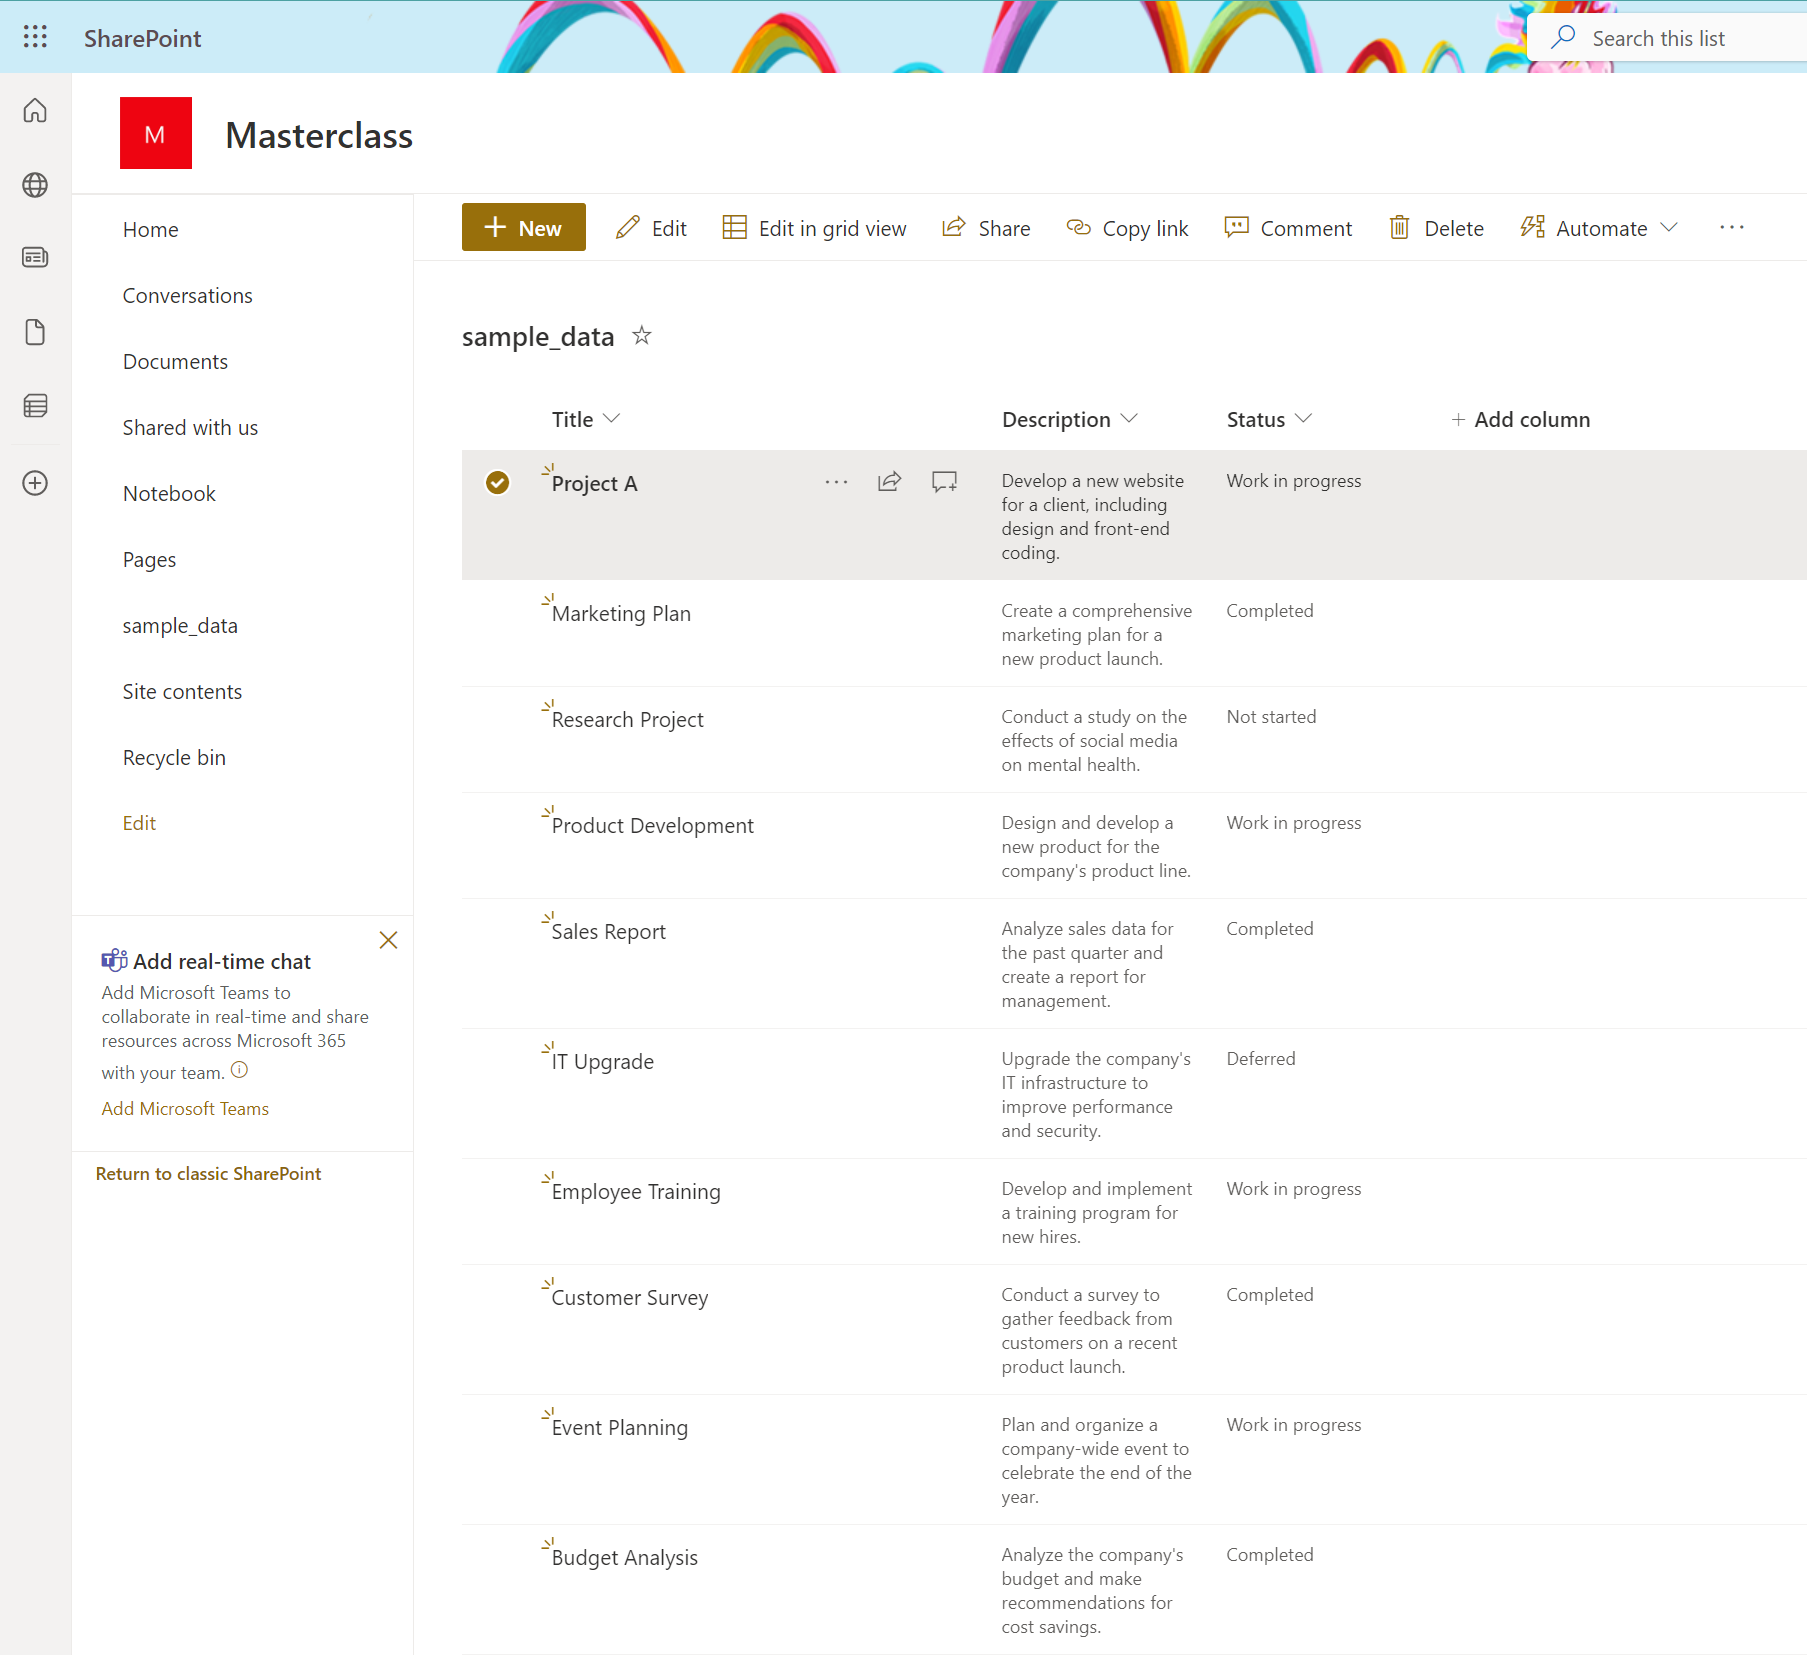 SharePoint
Search this list
M
Masterclass
Home
Conversations
Documents
Shared with us
Notebook
Pages
sample_data
Site contents
Recycle bin
Edit
Add real-time chat
Add Microsoft Teams to
collaborate in real-time and share
resources across Microsoft 365
with your team.
Add Microsoft Teams
Return to classic SharePoint
New Edit Edit in grid view Share Copy link Comment Delete Automate
sample_data
Title Description Status Add column
Project A
Develop a new website
for a client, including
design and front-end
coding.
Work in progress
Marketing Plan
Create a comprehensive
marketing plan for a
new product launch.
Completed
Research Project
Conduct a study on the
effects of social media
on mental health.
Not started
Product Development
Design and develop a
new product for the
company's product line.
Work in progress
Sales Report
Analyze sales data for
the past quarter and
create a report for
management.
Completed
IT Upgrade
Upgrade the company's
IT infrastructure to
improve performance
and security.
Deferred
Employee Training
Develop and implement
a training program for
new hires.
Work in progress
Customer Survey
Conduct a survey to
gather feedback from
customers on a recent
product launch.
Completed
Event Planning
Plan and organize a
company-wide event to
celebrate the end of the
year.
Work in progress
Budget Analysis
Analyze the company's
budget and make
recommendations for
cost savings.
Completed